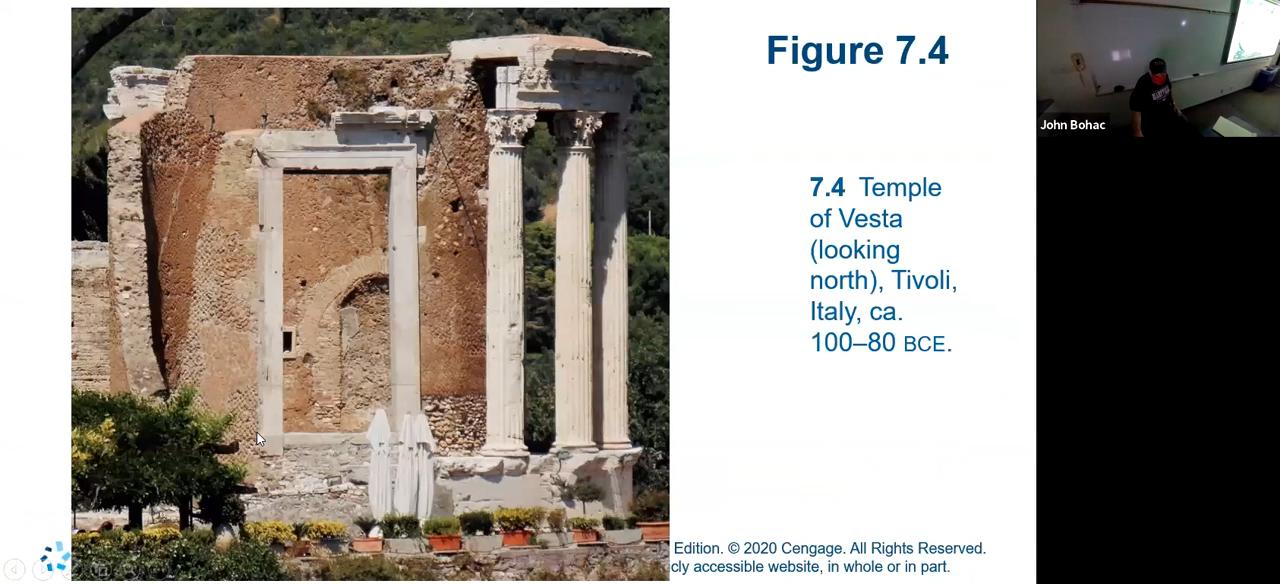 Figure 7.4
7.4 Temple
of Vesta
(looking
north), Tivoli,
Italy, ca.
100–80 BCE.
Edition. © 2020 Cengage. All Rights Reserved.
cly accessible website, in whole or in part.
John Bohac